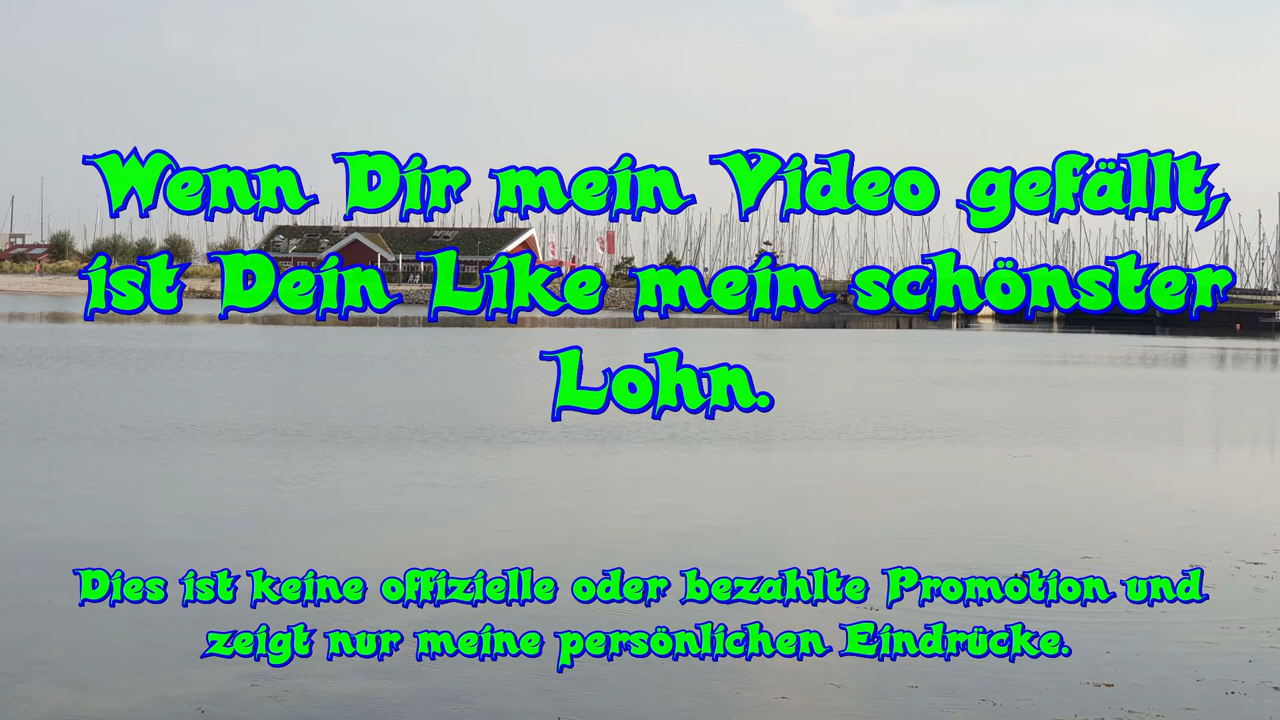 Wenn Dir mein Video gefällt,
ist Dein Like mein schönster
Lohn.
Dies ist keine offizielle oder bezahlte Promotion und
zeigt nur meine persönlichen Eindrücke.